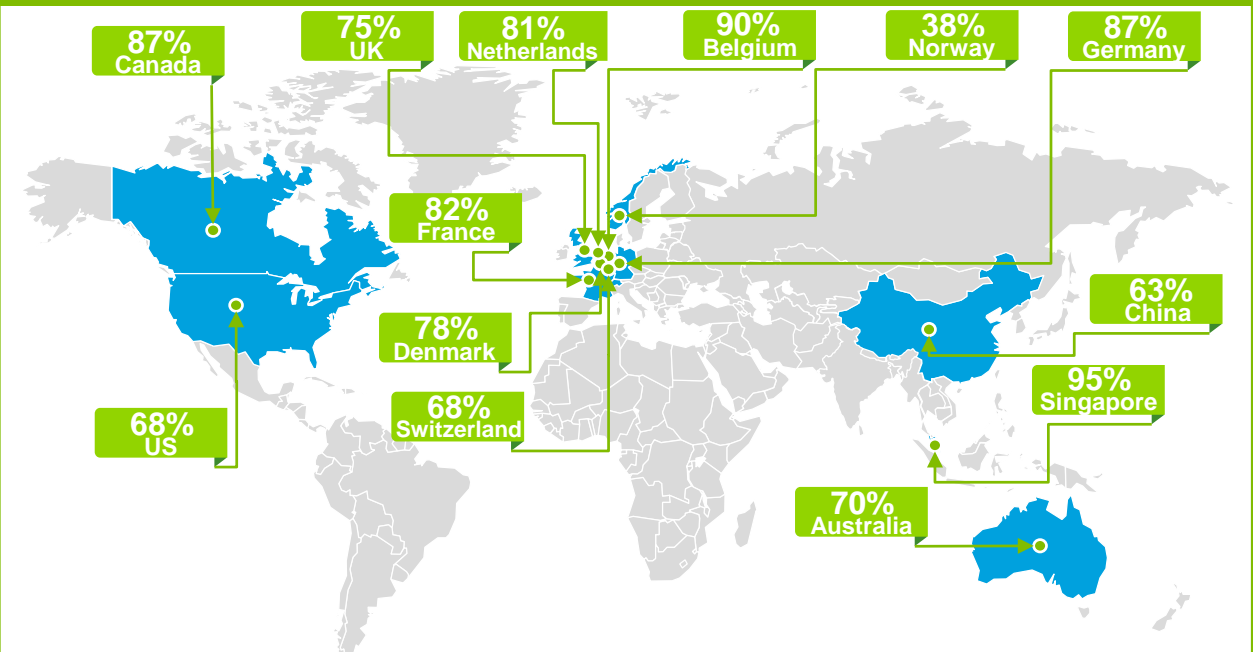 87%
Canada
75%
UK
81%
Netherlands
90%
Belgium
38%
Norway
87%
Germany
82%
France
63%
China
78%
Denmark
95%
Singapore
68%
Switzerland
68%
US
70%
Australia